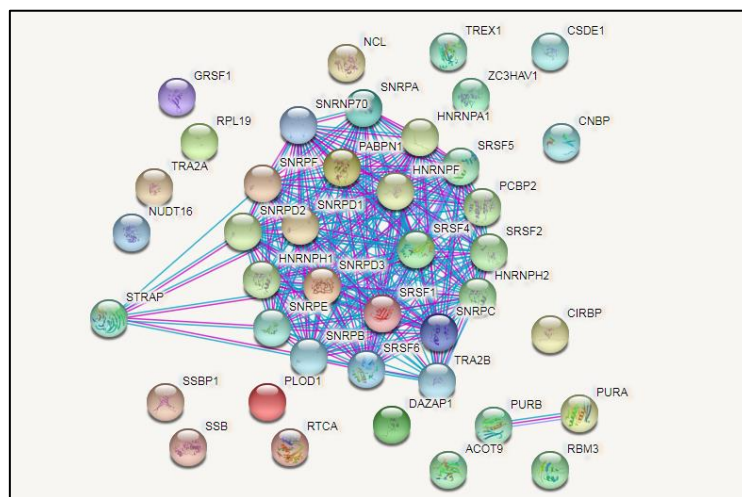 TREX1
CSDE1
NCL
ZC3HAV1
GRSF1
SNRPA
SNRNP70
HNRNPA1
RPL19
CNBP
PABPN1
SRSF5
TRA2A
SNRPF
HNRNPF
PCBP2
SNRPD2
SNRPD1
NUDT16
SRSF4
SRSF2
HNRNPH1
SNRPD3
HNRNPH2
STRAP
SNRPE
SRSF1
SNRPC
CIRBP
SNRPB
SRSF6
TRA2B
SSBP1
PLOD1
PURA
DAZAP1
PURB
SSB
RTCA
ACOT9
RBM3